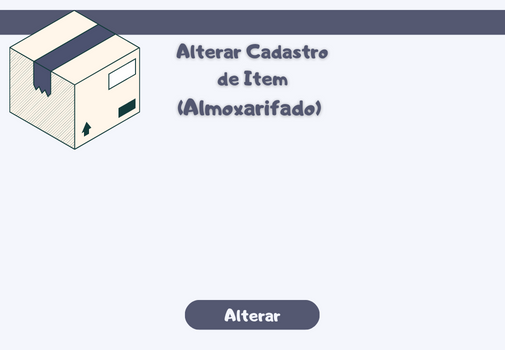 Alterar Cadastro
de Item
(Almoxarifado)
Alterar